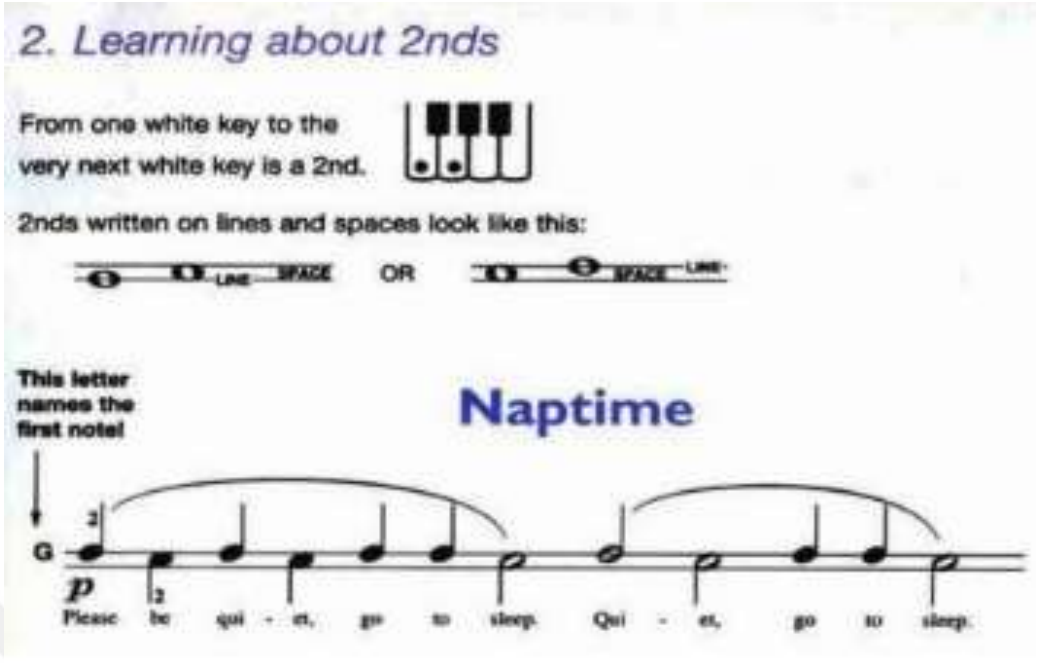 2. Learning about 2nds
From one white key to the
very next white key is a 2nd.
2nds written on lines and spaces look like this:
LINE SPACE OR SPACE LINE
This letter
names the
first note!
Naptime
2
G
p 2
Please be qui - et, go to sleep. Qui - et, go to sleep.